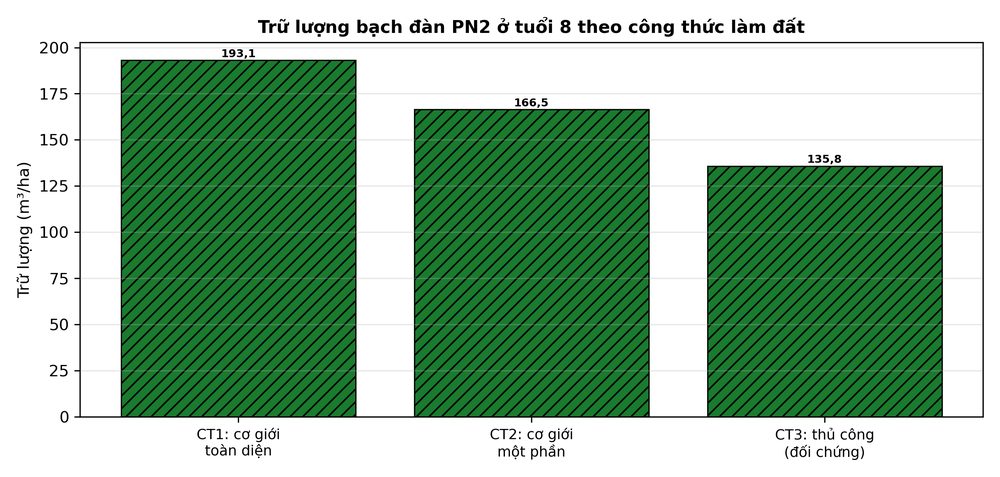 Trữ lượng bạch đàn PN2 ở tuổi 8 theo công thức làm đất
Trữ lượng (m³/ha)
200
175
150
125
100
75
50
25
0
193,1
166,5
135,8
CT1: cơ giới
toàn diện
CT2: cơ giới
một phần
CT3: thủ công
(đối chứng)